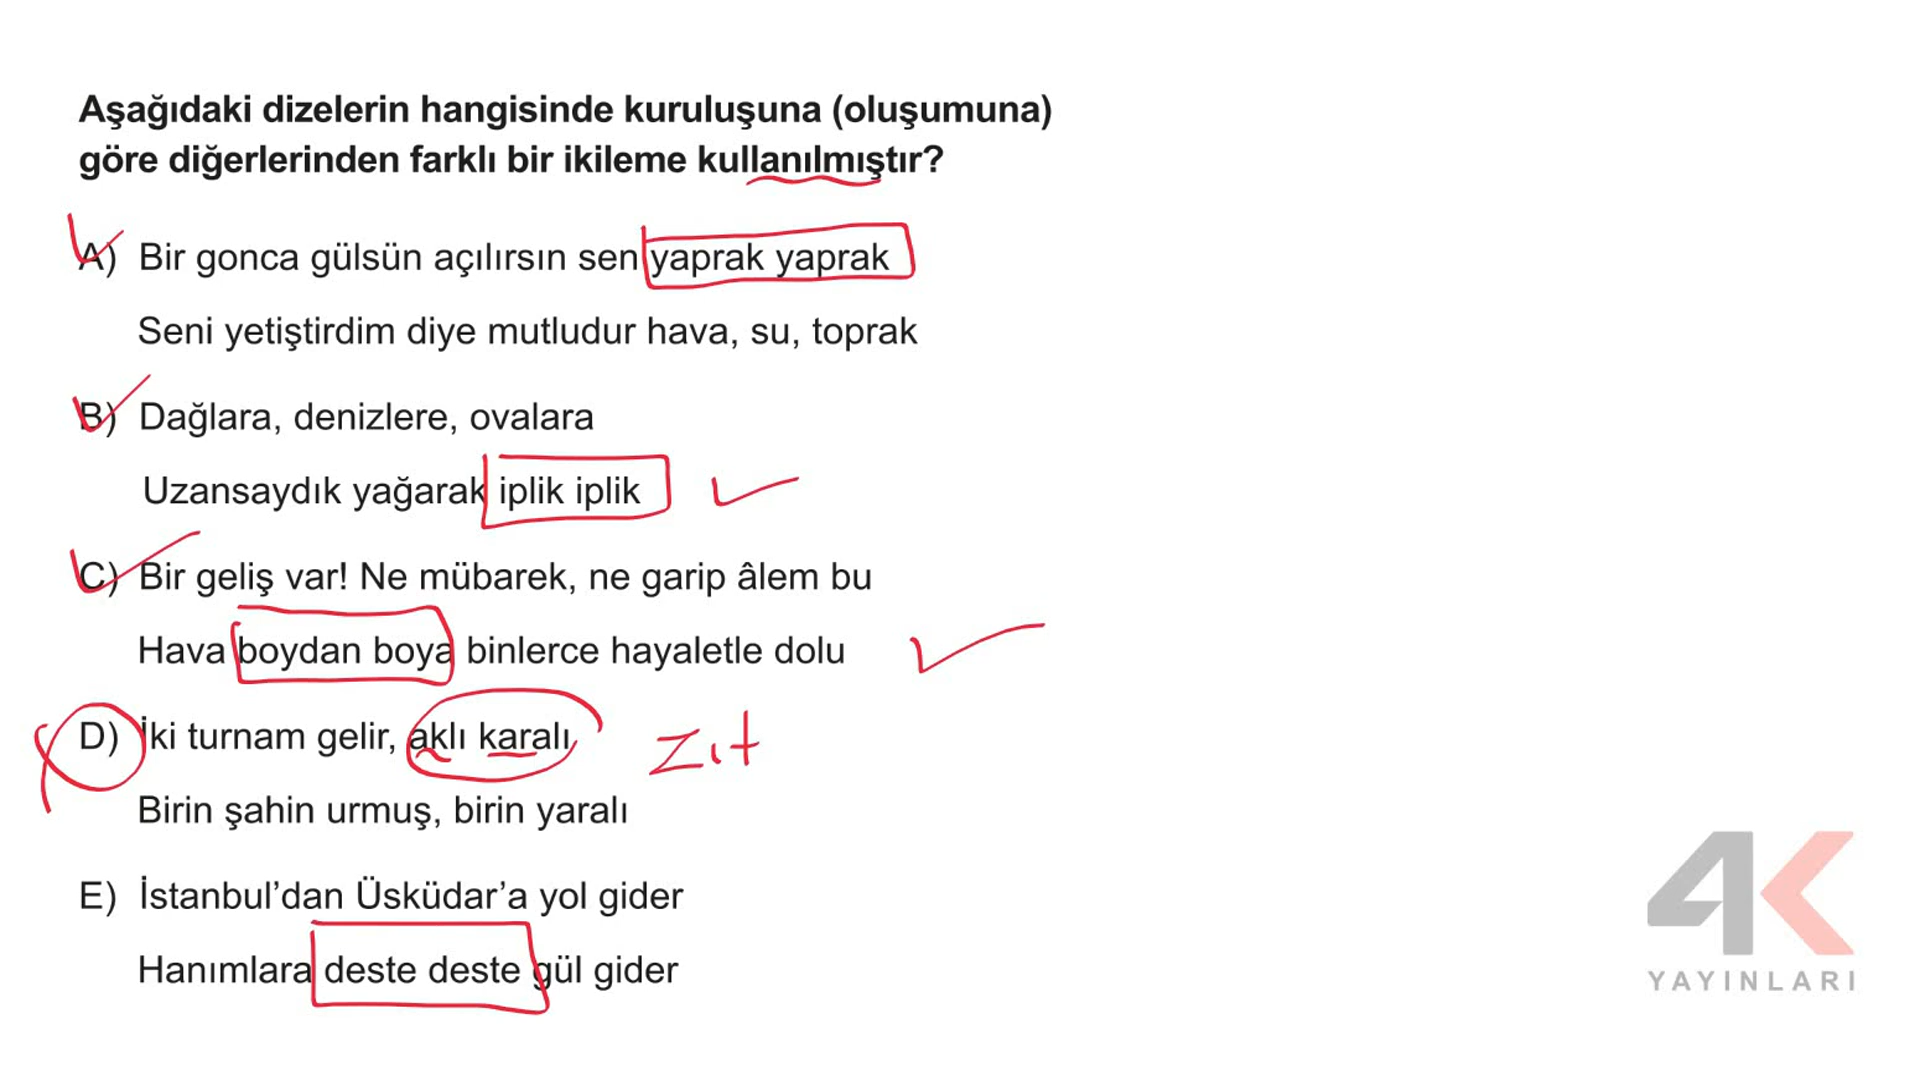 Aşağıdaki dizelerin hangisinde kuruluşuna (oluşumuna)
göre diğerlerinden farklı bir ikileme kullanılmıştır?
A) Bir gonca gülsün açılırsın sen yaprak yaprak
Seni yetiştirdim diye mutludur hava, su, toprak
B) Dağlara, denizlere, ovalara
Uzansaydık yağarak iplik iplik
C) Bir geliş var! Ne mübarek, ne garip âlem bu
Hava boydan boya binlerce hayaletle dolu
D) İki turnam gelir, aklı karalı, zıt
Birin şahin urmuş, birin yaralı
E) İstanbul’dan Üsküdar’a yol gider
Hanımlara deste deste gül gider
4K
YAYINLARI